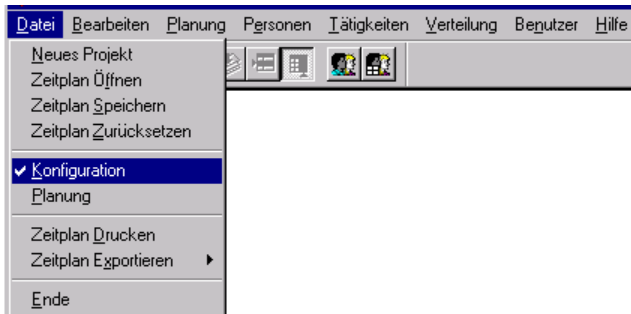 Datei Bearbeiten Planung Personen Tätigkeiten Verteilung Benutzer Hilfe
Neues Projekt
Zeitplan Öffnen
Zeitplan Speichern
Zeitplan Zurücksetzen
Konfiguration
Planung
Zeitplan Drucken
Zeitplan Exportieren
Ende